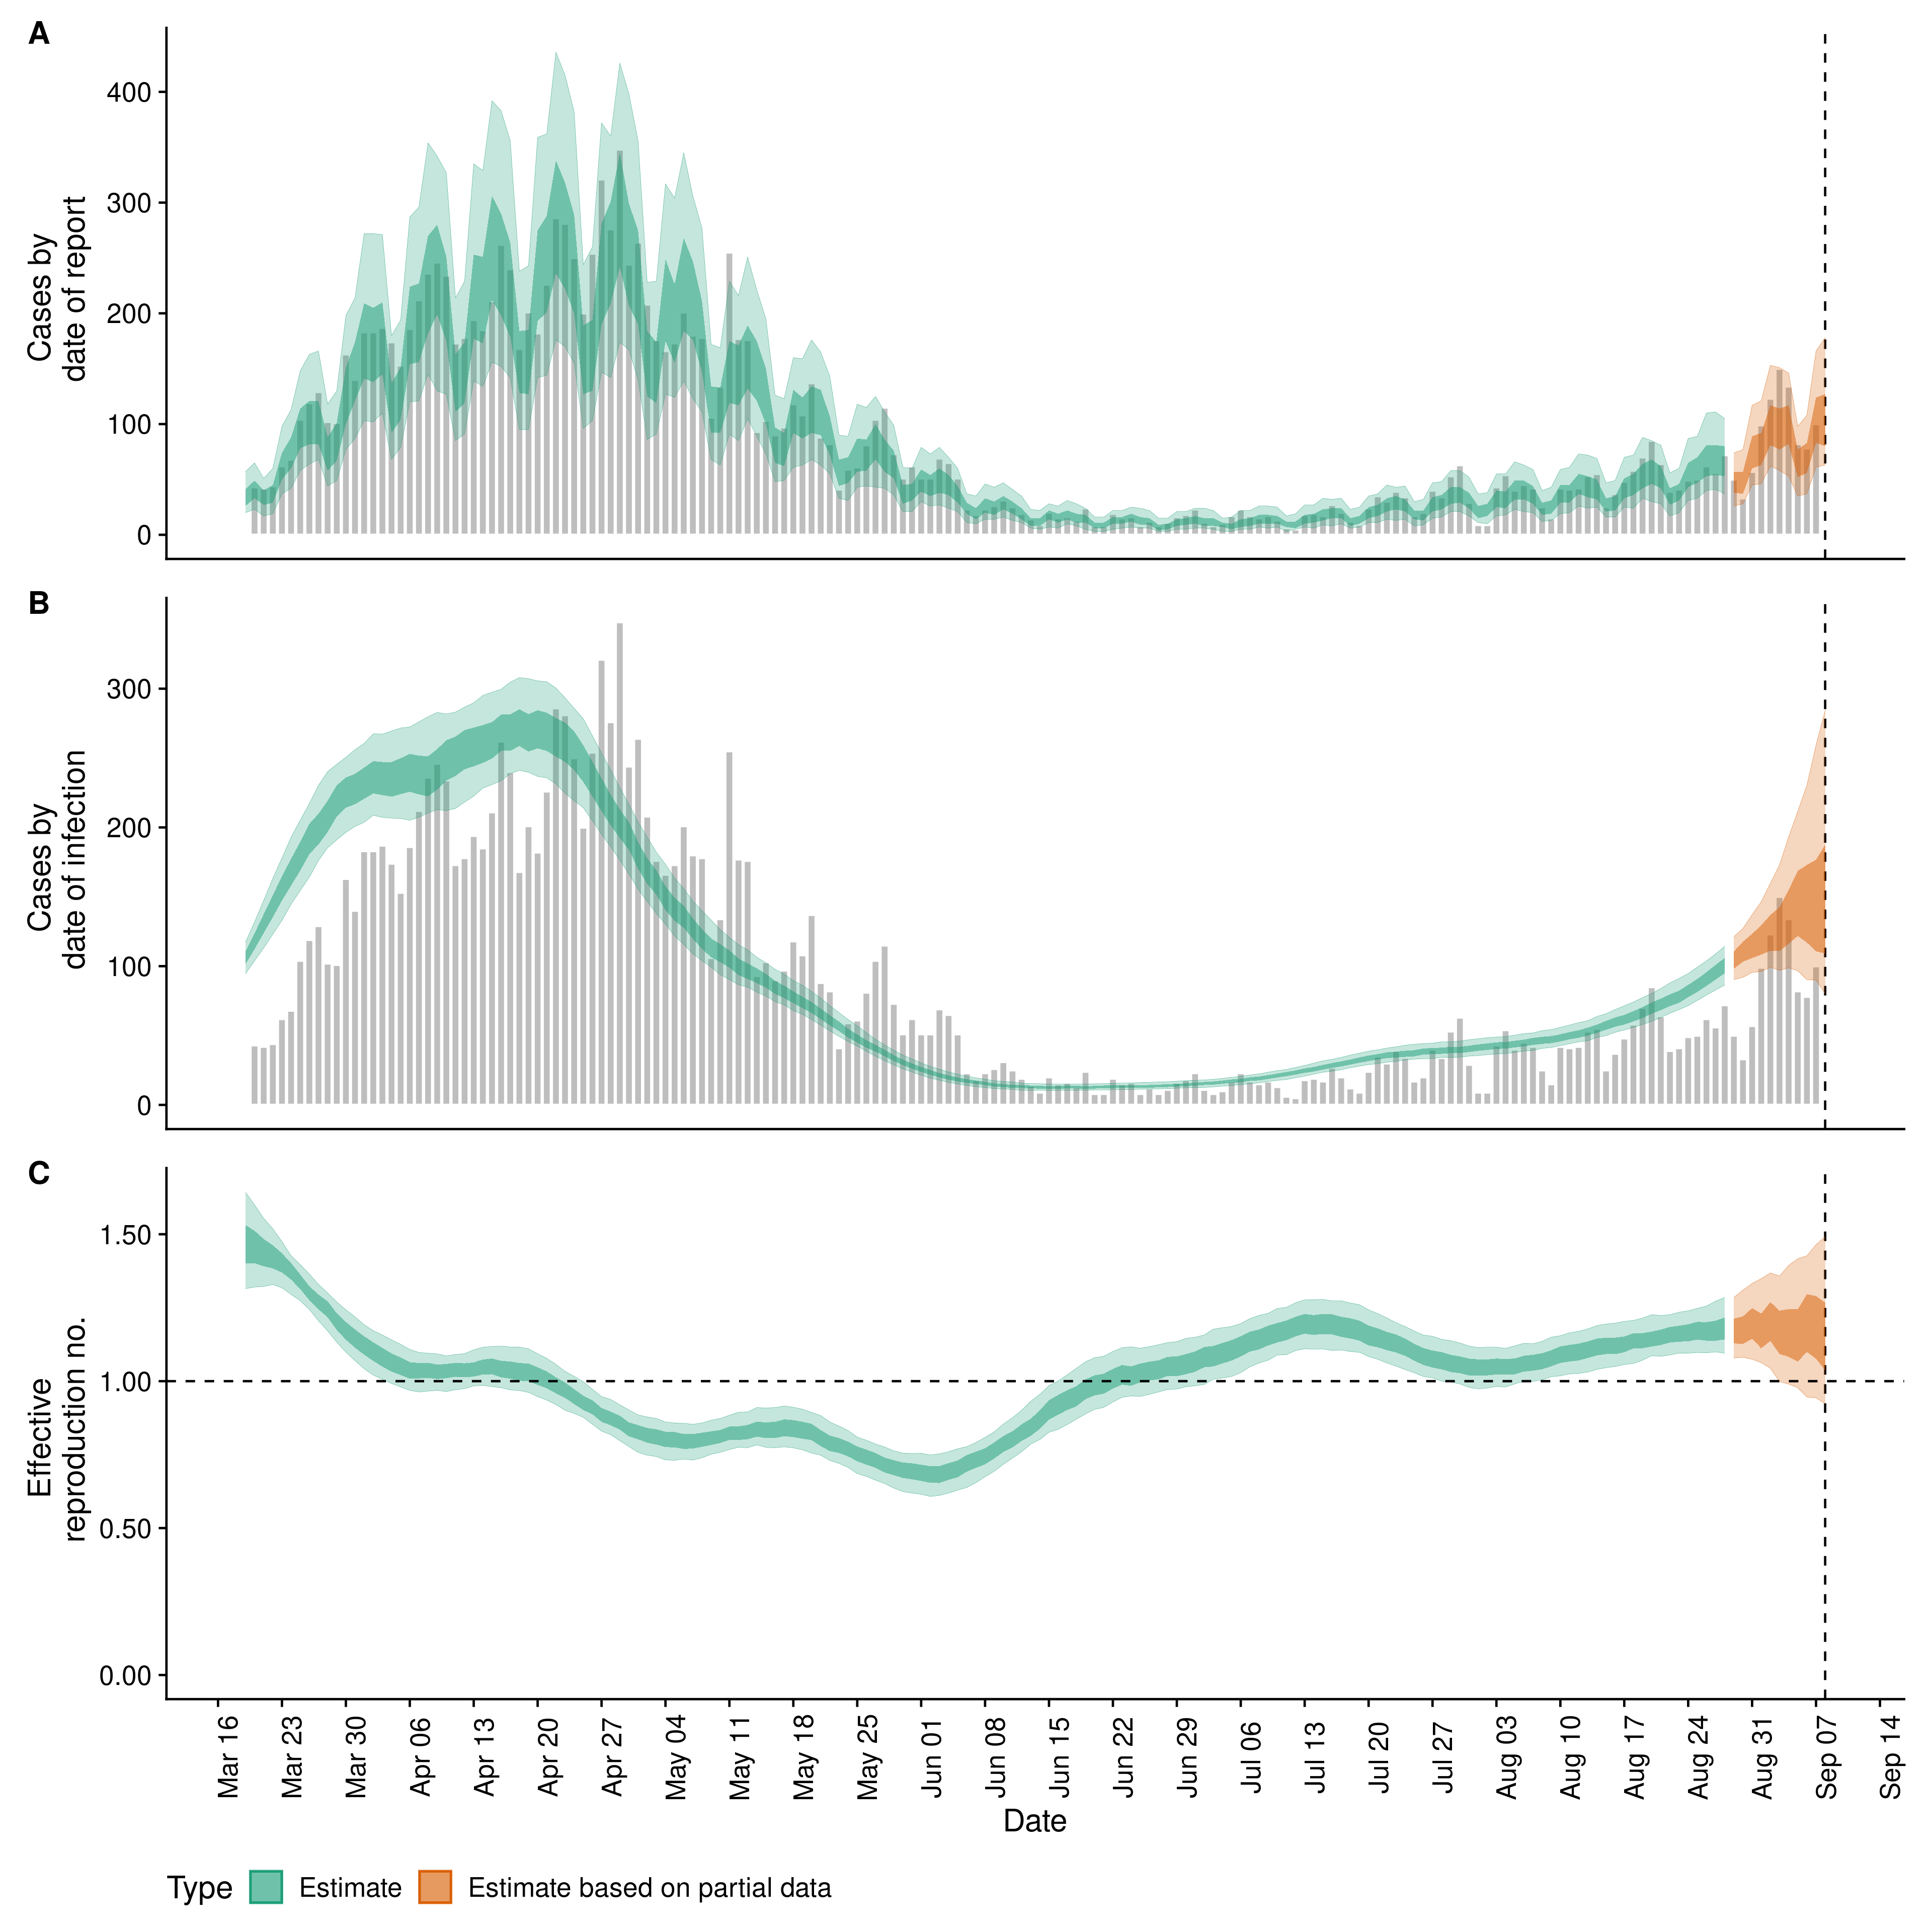 A
Cases by
date of report
400
300
200
100
0
B
Cases by
date of infection
300
200
100
0
C
Effective
reproduction no.
1.50
1.00
0.50
0.00
Mar 16
Mar 23
Mar 30
Apr 06
Apr 13
Apr 20
Apr 27
May 04
May 11
May 18
May 25
Jun 01
Jun 08
Jun 15
Jun 22
Jun 29
Jul 06
Jul 13
Jul 20
Jul 27
Aug 03
Aug 10
Aug 17
Aug 24
Aug 31
Sep 07
Sep 14
Date
Type Estimate Estimate based on partial data